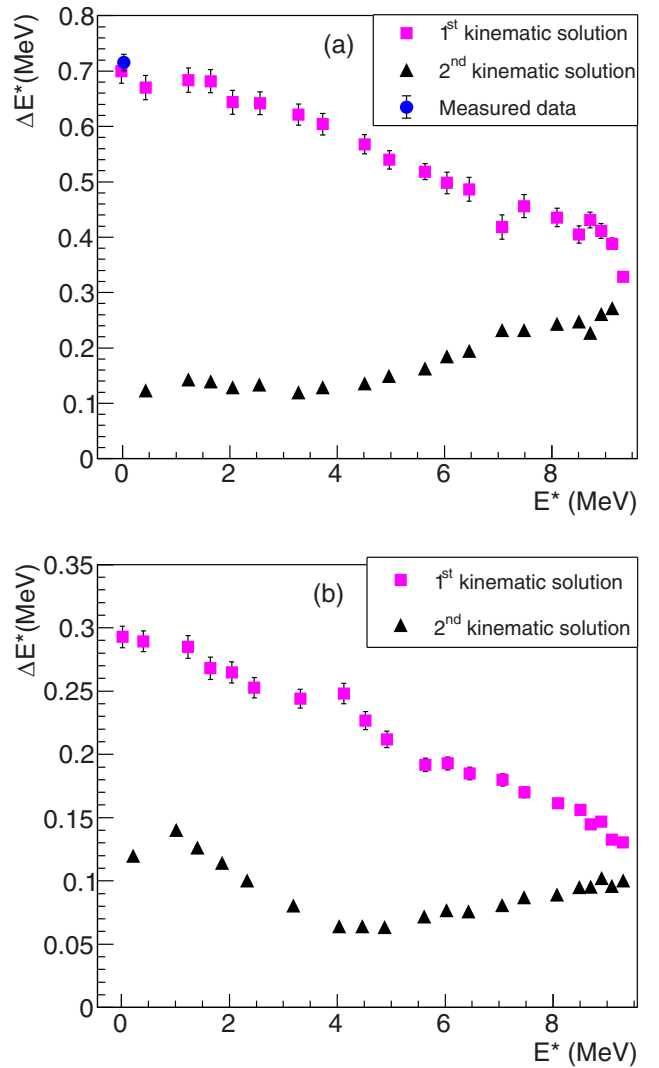 (a)
1st kinematic solution
2nd kinematic solution
Measured data
ΔE*(MeV)
0.8
0.7
0.6
0.5
0.4
0.3
0.2
0.1
0
0 2 4 6 8
E* (MeV)
(b)
1st kinematic solution
2nd kinematic solution
ΔE*(MeV)
0.35
0.3
0.25
0.2
0.15
0.1
0.05
0
0 2 4 6 8
E* (MeV)